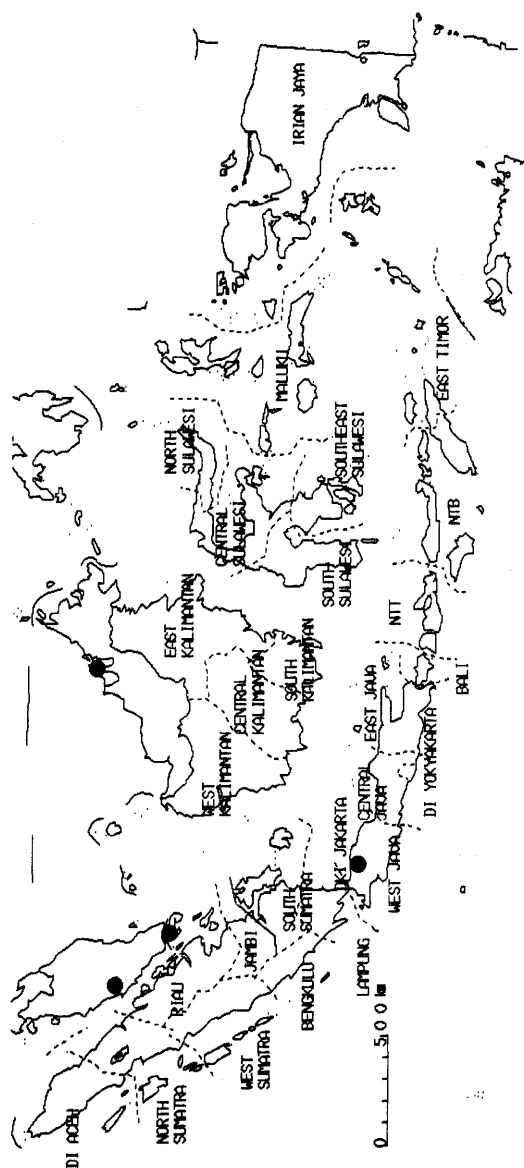 DI ACEH
NORTH
SUMATRA
RIAU
WEST
SUMATRA
JAMBI
BENGKULU
SOUTH
SUMATRA
LAMPUNG
DKI JAKARTA
WEST JAVA
CENTRAL
JAVA
DI YOKYAKARTA
EAST JAVA
BALI
WEST
KALIMANTAN
CENTRAL
KALIMANTAN
SOUTH
KALIMANTAN
EAST
KALIMANTAN
NORTH
SULAWESI
CENTRAL
SULAWESI
SOUTH
SULAWESI
SOUTHEAST
SULAWESI
NTT
NTB
EAST TIMOR
MALUKU
IRIAN JAYA
0 500 km